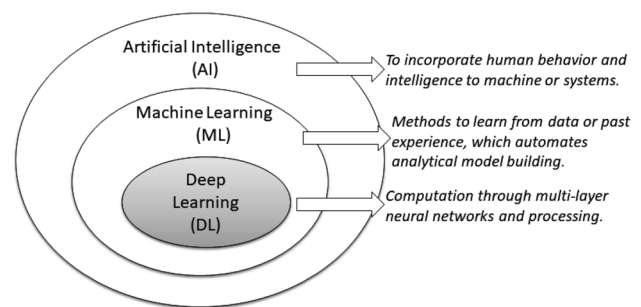 Artificial Intelligence
(AI)
To incorporate human behavior and
intelligence to machine or systems.
Machine Learning
(ML)
Methods to learn from data or past
experience, which automates
analytical model building.
Deep
Learning
(DL)
Computation through multi-layer
neural networks and processing.